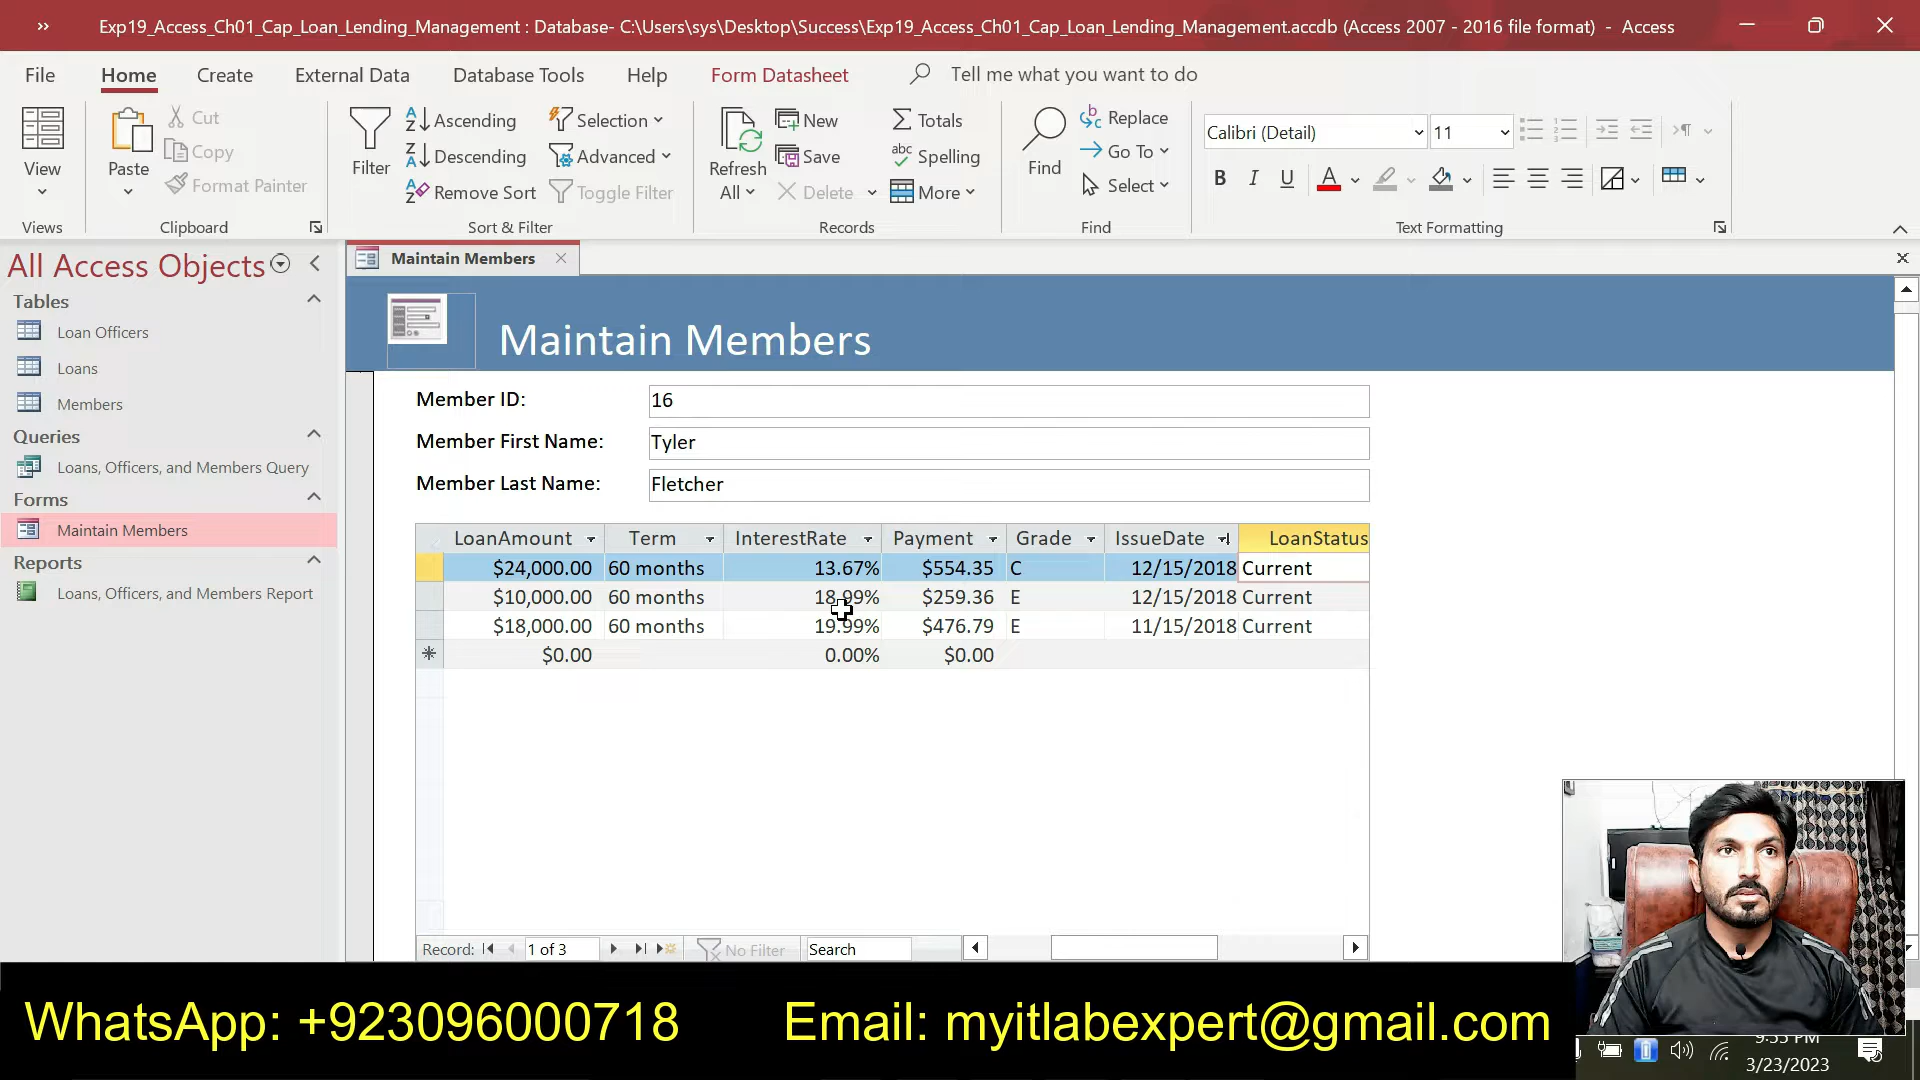 Exp19_Access_Ch01_Cap_Loan_Lending_Management : Database- C:\Users\sys\Desktop\Success\Exp19_Access_Ch01_Cap_Loan_Lending_Management.accdb (Access 2007 - 2016 file format) - Access
File Home Create External Data Database Tools Help Form Datasheet Tell me what you want to do
View
Views
Paste
Cut
Copy
Format Painter
Clipboard
Filter
Ascending
Descending
Remove Sort
Selection
Advanced
Toggle Filter
Sort & Filter
Refresh
All
New
Save
Delete
Totals
Spelling
More
Records
Find
Replace
Go To
Select
Find
Calibri (Detail) 11
B I U A
Text Formatting
All Access Objects
Tables
Loan Officers
Loans
Members
Queries
Loans, Officers, and Members Query
Forms
Maintain Members
Reports
Loans, Officers, and Members Report
Maintain Members
Maintain Members
Member ID: 16
Member First Name: Tyler
Member Last Name: Fletcher
LoanAmount Term InterestRate Payment Grade IssueDate LoanStatus
$24,000.00 60 months 13.67% $554.35 C 12/15/2018 Current
$10,000.00 60 months 18.99% $259.36 E 12/15/2018 Current
$18,000.00 60 months 19.99% $476.79 E 11/15/2018 Current
$0.00 0.00% $0.00
Record: 1 of 3 No Filter Search
WhatsApp: +923096000718 Email: myitlabexpert@gmail.com
9:55 PM
3/23/2023